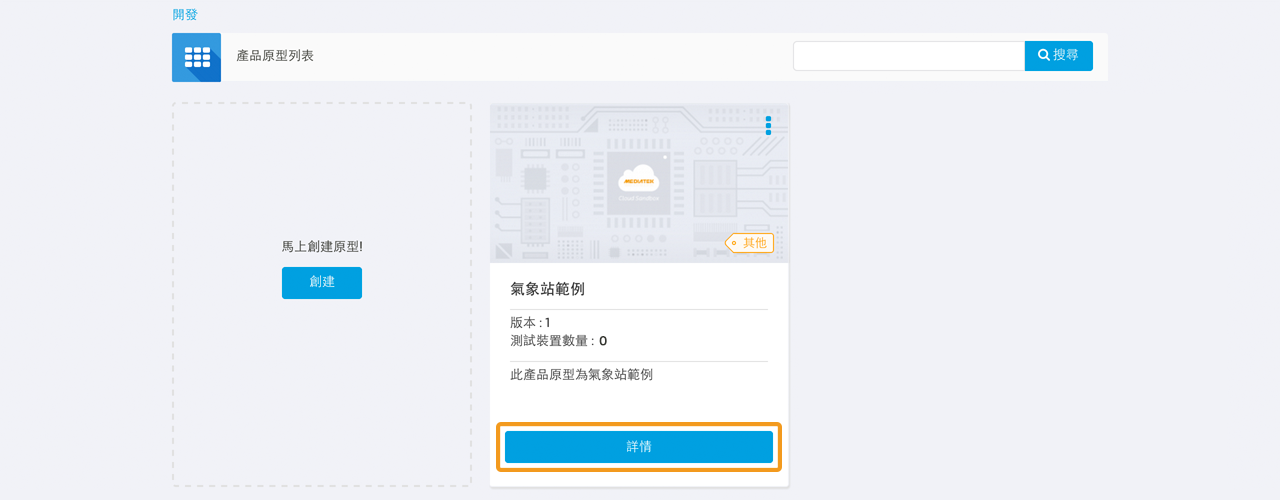 開發
產品原型列表
搜尋
馬上創建原型!
創建
MEDIATEK
Cloud Sandbox
其他
氣象站範例
版本 : 1
測試裝置數量 : 0
此產品原型為氣象站範例
詳情